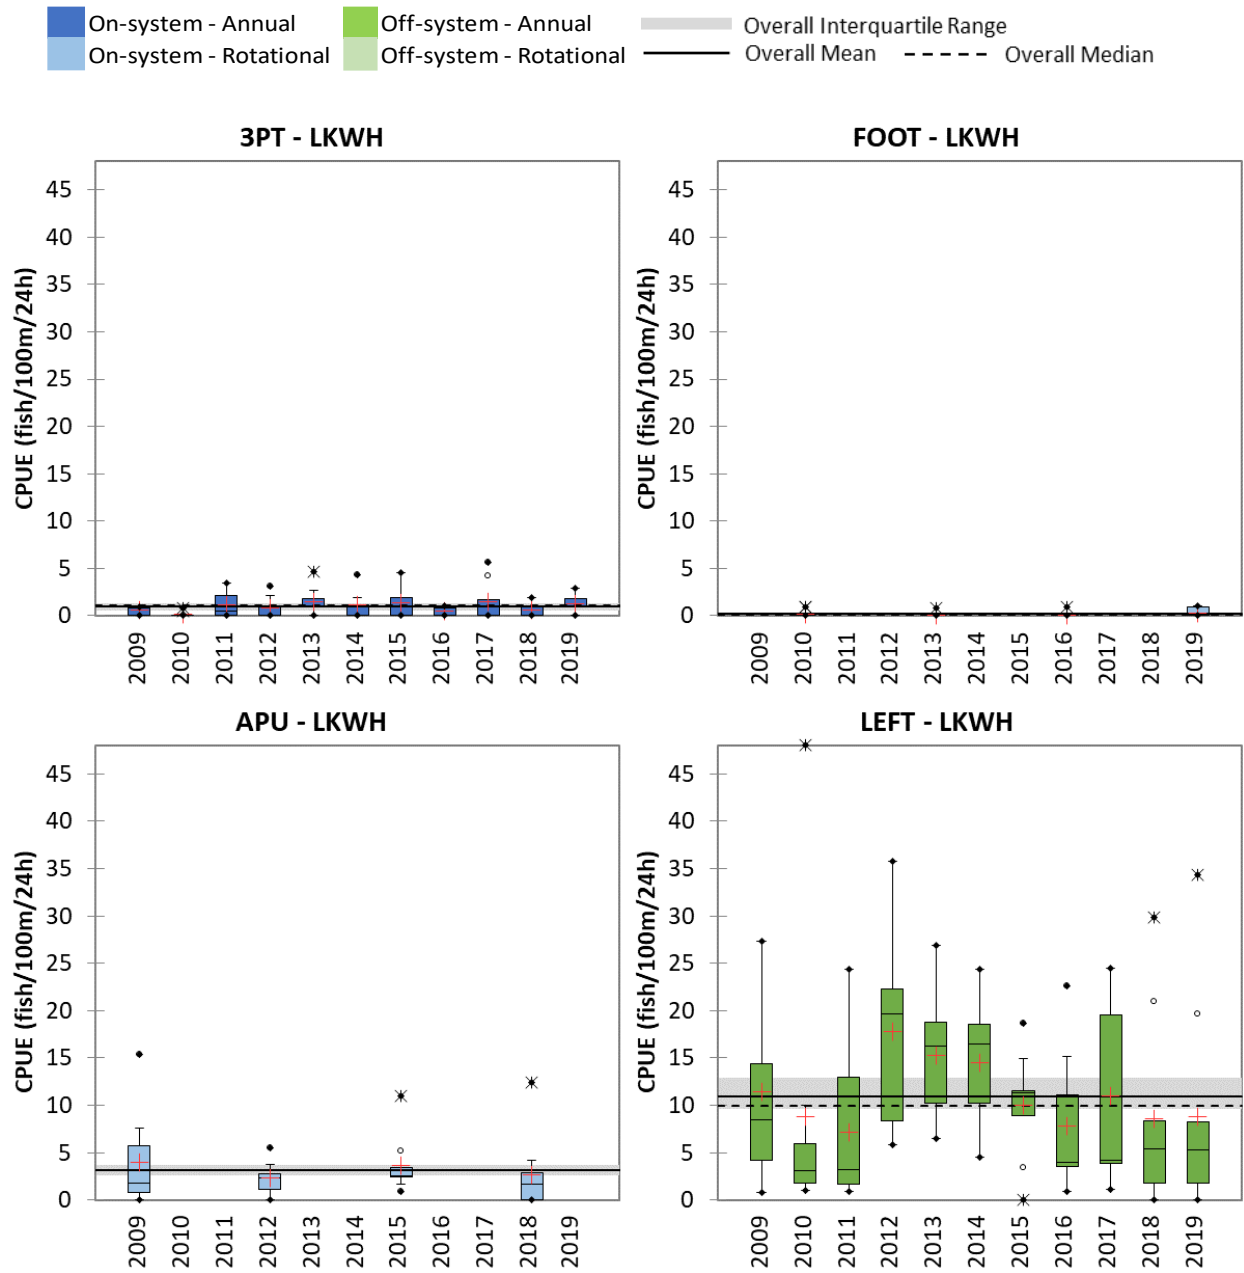 On-system - Annual Off-system - Annual Overall Interquartile Range
On-system - Rotational Off-system - Rotational Overall Mean Overall Median
3PT - LKWH
CPUE (fish/100m/24h)
45
40
35
30
25
20
15
10
5
0
2009 2010 2011 2012 2013 2014 2015 2016 2017 2018 2019
FOOT - LKWH
CPUE (fish/100m/24h)
45
40
35
30
25
20
15
10
5
0
2009 2010 2011 2012 2013 2014 2015 2016 2017 2018 2019
APU - LKWH
CPUE (fish/100m/24h)
45
40
35
30
25
20
15
10
5
0
2009 2010 2011 2012 2013 2014 2015 2016 2017 2018 2019
LEFT - LKWH
CPUE (fish/100m/24h)
45
40
35
30
25
20
15
10
5
0
2009 2010 2011 2012 2013 2014 2015 2016 2017 2018 2019